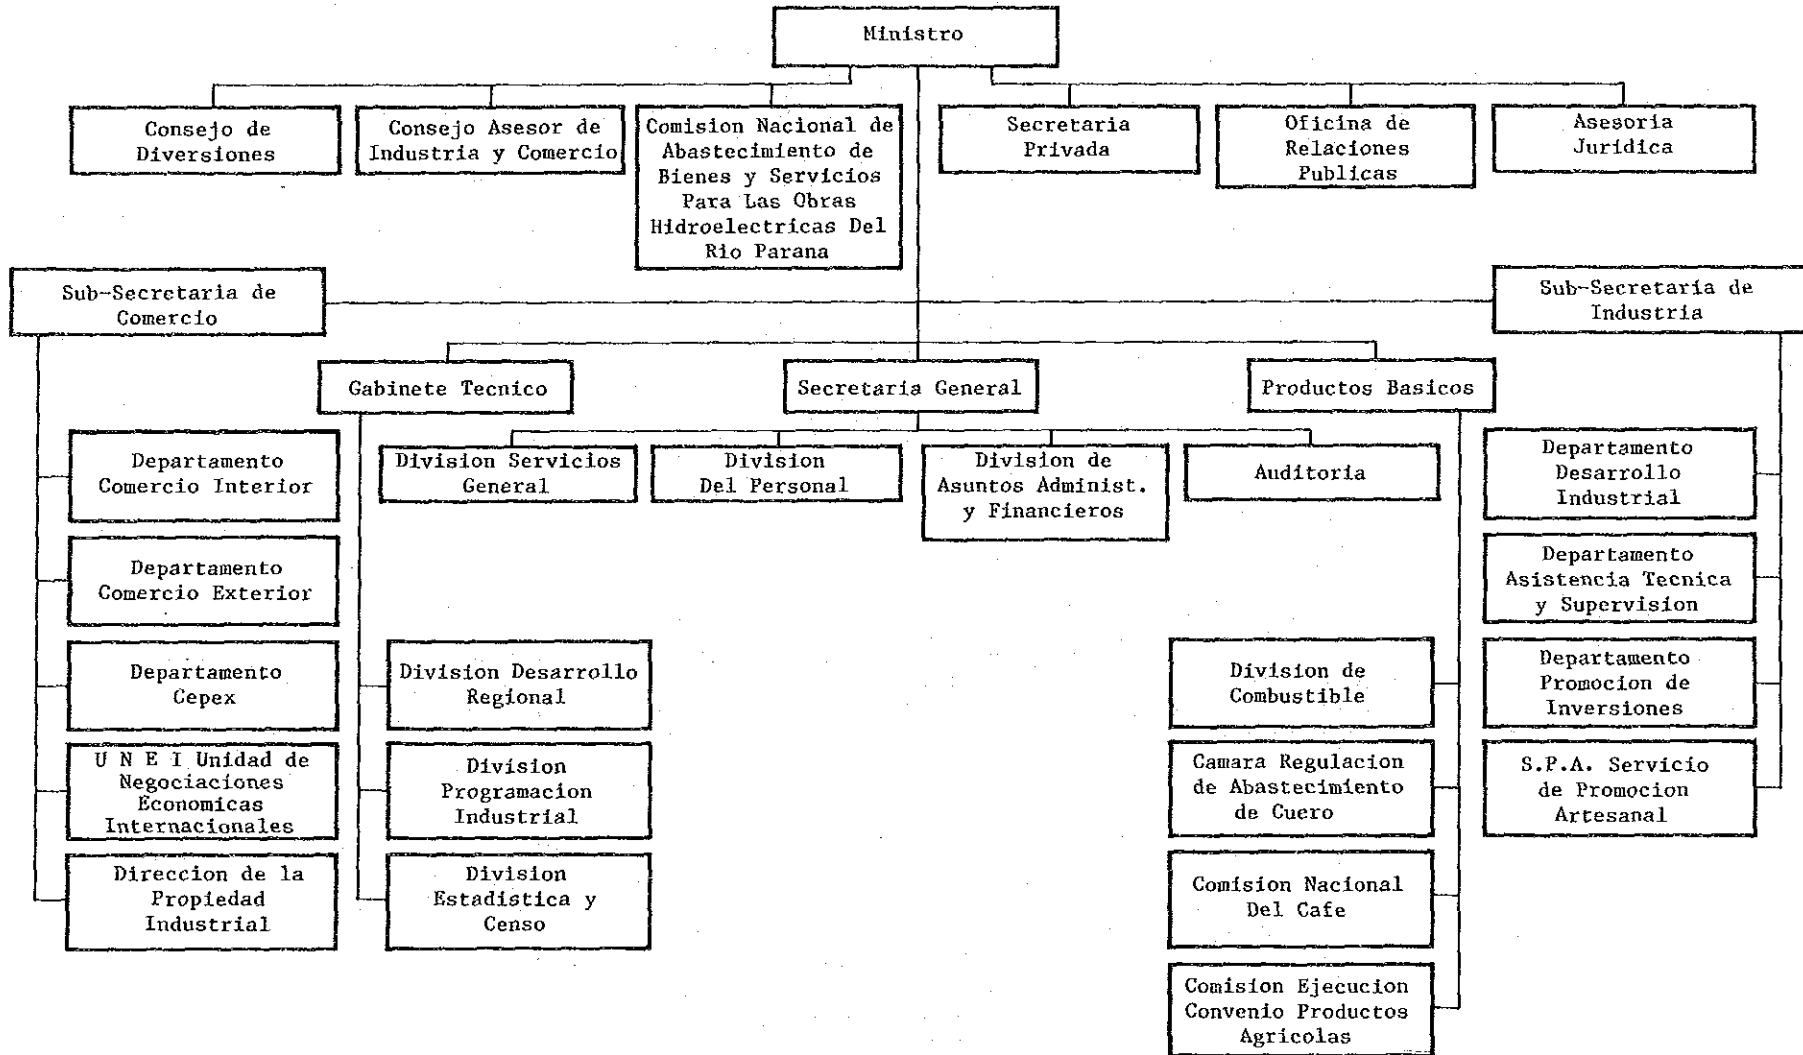 Ministro
Consejo de
Diversiones
Consejo Asesor de
Industria y Comercio
Comision Nacional de
Abastecimiento de
Bienes y Servicios
Para Las Obras
Hidroelectricas Del
Rio Parana
Secretaria
Privada
Oficina de
Relaciones
Publicas
Asesoria
Juridica
Sub-Secretaria de
Comercio
Sub-Secretaria de
Industria
Gabinete Tecnico
Secretaria General
Productos Basicos
Departamento
Comercio Interior
Division Servicios
General
Division
Del Personal
Division de
Asuntos Administ.
y Financieros
Auditoria
Departamento
Desarrollo
Industrial
Departamento
Comercio Exterior
Departamento
Asistencia Tecnica
y Supervision
Departamento
Cepex
Division Desarrollo
Regional
Division de
Combustible
Departamento
Promocion de
Inversiones
U N E I Unidad de
Negociaciones
Economicas
Internacionales
Division
Programacion
Industrial
Camara Regulacion
de Abastecimiento
de Cuero
S.P.A. Servicio
de Promocion
Artesanal
Direccion de la
Propiedad
Industrial
Division
Estadistica y
Censo
Comision Nacional
Del Cafe
Comision Ejecucion
Convenio Productos
Agricolas